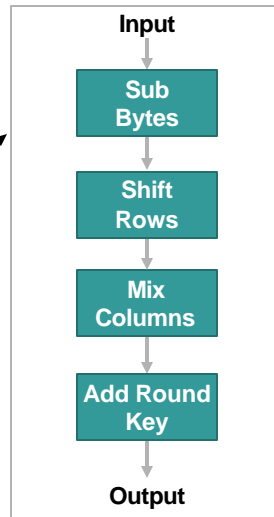 Input
Sub
Bytes
Shift
Rows
Mix
Columns
Add Round
Key
Output